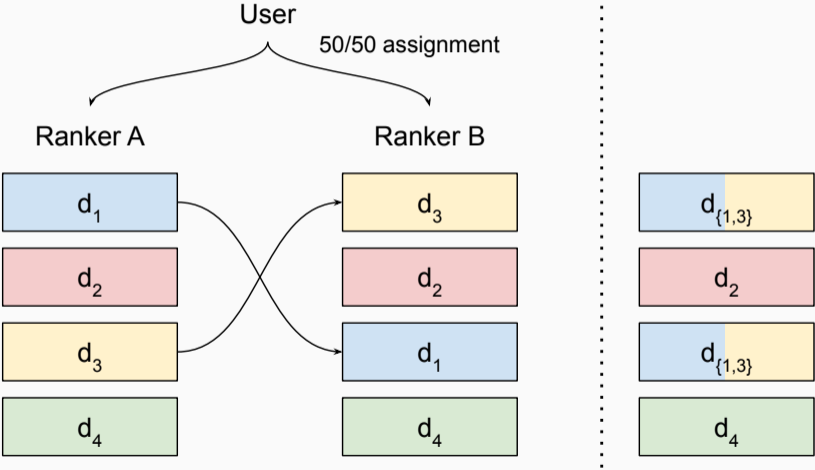 User
50/50 assignment
Ranker A
Ranker B
d₁
d₃
d{1,3}
d₂
d₂
d₂
d₃
d₁
d{1,3}
d₄
d₄
d₄